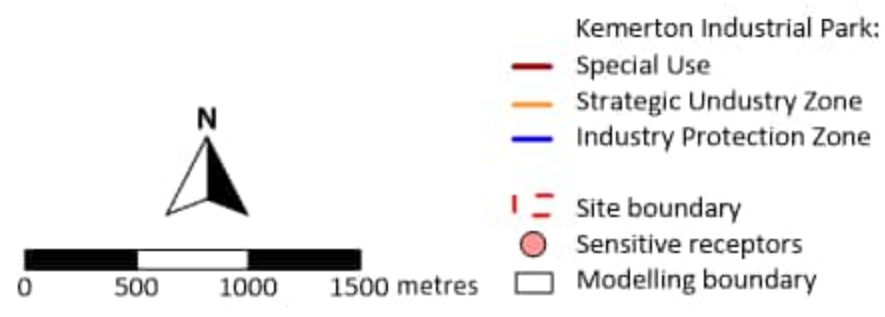 Kemerton Industrial Park:
Special Use
Strategic Undustry Zone
Industry Protection Zone
N
Site boundary
Sensitive receptors
Modelling boundary
0 500 1000 1500 metres